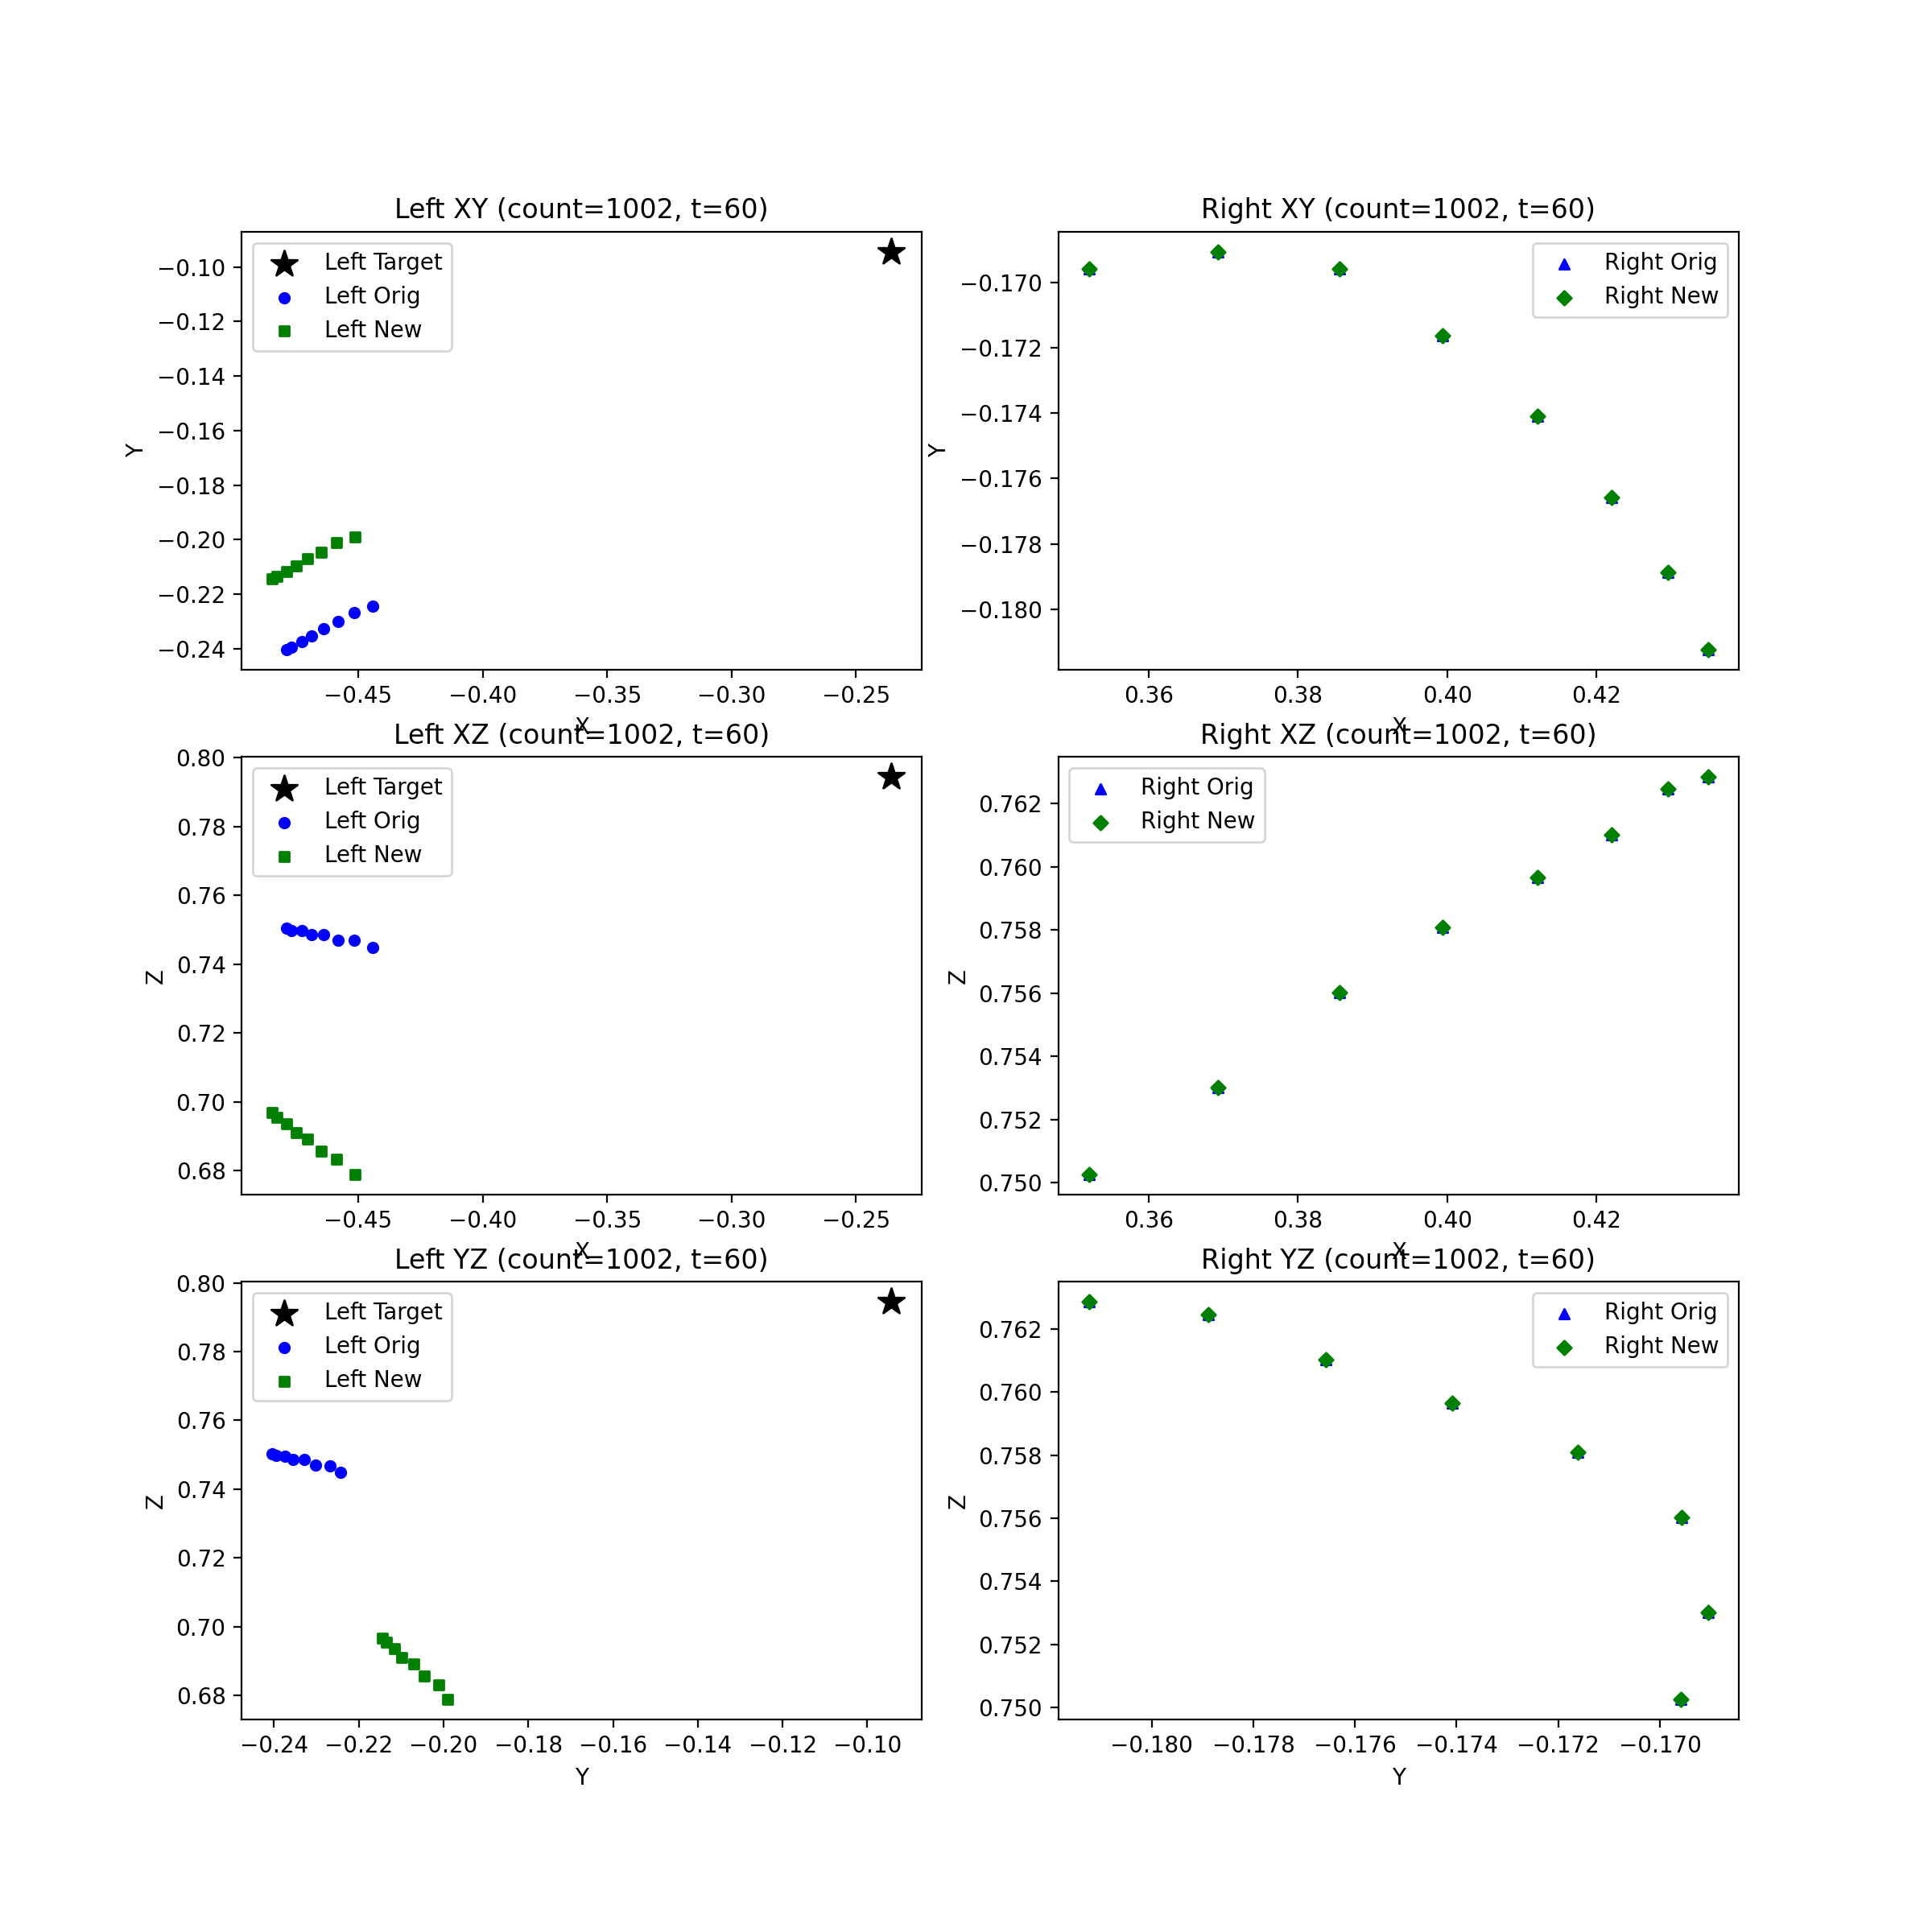 Left XY (count=1002, t=60)
Left Target
Left Orig
Left New
Y
−0.10
−0.12
−0.14
−0.16
−0.18
−0.20
−0.22
−0.24
−0.45 −0.40 −0.35 −0.30 −0.25
X
Right XY (count=1002, t=60)
Right Orig
Right New
Y
−0.170
−0.172
−0.174
−0.176
−0.178
−0.180
0.36 0.38 0.40 0.42
X
Left XZ (count=1002, t=60)
Left Target
Left Orig
Left New
Z
0.80
0.78
0.76
0.74
0.72
0.70
0.68
−0.45 −0.40 −0.35 −0.30 −0.25
X
Right XZ (count=1002, t=60)
Right Orig
Right New
Z
0.762
0.760
0.758
0.756
0.754
0.752
0.750
0.36 0.38 0.40 0.42
X
Left YZ (count=1002, t=60)
Left Target
Left Orig
Left New
Z
0.80
0.78
0.76
0.74
0.72
0.70
0.68
−0.24 −0.22 −0.20 −0.18 −0.16 −0.14 −0.12 −0.10
Y
Right YZ (count=1002, t=60)
Right Orig
Right New
Z
0.762
0.760
0.758
0.756
0.754
0.752
0.750
−0.180 −0.178 −0.176 −0.174 −0.172 −0.170
Y